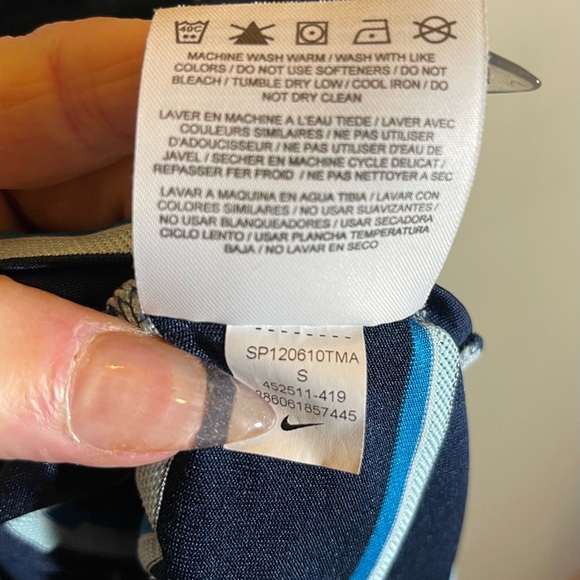 40C
MACHINE WASH WARM / WASH WITH LIKE
COLORS / DO NOT USE SOFTENERS / DO NOT
BLEACH / TUMBLE DRY LOW / COOL IRON / DO
NOT DRY CLEAN
LAVER EN MACHINE A L'EAU TIEDE / LAVER AVEC
COULEURS SIMILAIRES / NE PAS UTILISER
D'ADOUCISSEUR / NE PAS UTILISER D'EAU DE
JAVEL / SECHER EN MACHINE CYCLE DELICAT /
REPASSER FER FROID / NE PAS NETTOYER A SEC
LAVAR A MAQUINA EN AGUA TIBIA / LAVAR CON
COLORES SIMILARES / NO USAR SUAVIZANTES /
NO USAR BLANQUEADORES / USAR SECADORA
CICLO LENTO / USAR PLANCHA TEMPERATURA
BAJA / NO LAVAR EN SECO
SP120610TMA
S
452511-419
886061857445